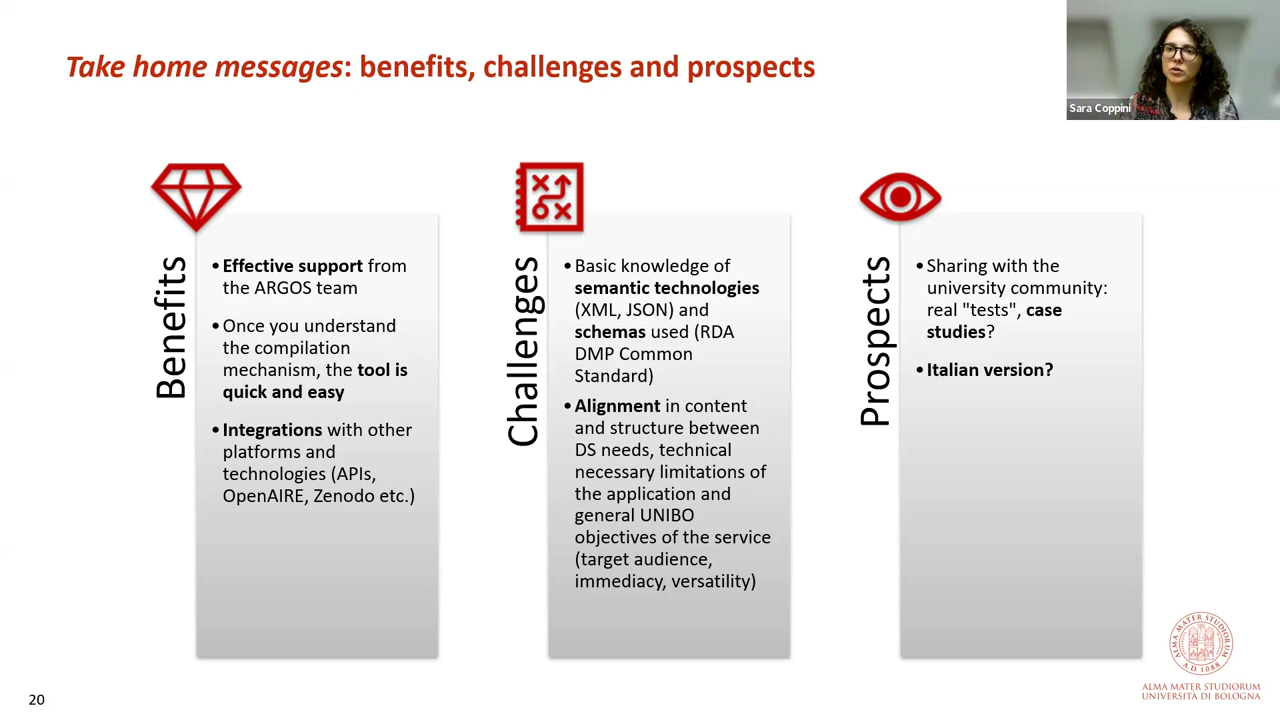 Take home messages: benefits, challenges and prospects
Sara Coppini
Benefits
•Effective support from
the ARGOS team
•Once you understand
the compilation
mechanism, the tool is
quick and easy
•Integrations with other
platforms and
technologies (APIs,
OpenAIRE, Zenodo etc.)
Challenges
•Basic knowledge of
semantic technologies
(XML, JSON) and
schemas used (RDA
DMP Common
Standard)
•Alignment in content
and structure between
DS needs, technical
necessary limitations of
the application and
general UNIBO
objectives of the service
(target audience,
immediacy, versatility)
Prospects
•Sharing with the
university community:
real "tests", case
studies?
•Italian version?
ALMA MATER STUDIORUM
A.D. 1088
ALMA MATER STUDIORUM
UNIVERSITÀ DI BOLOGNA
20